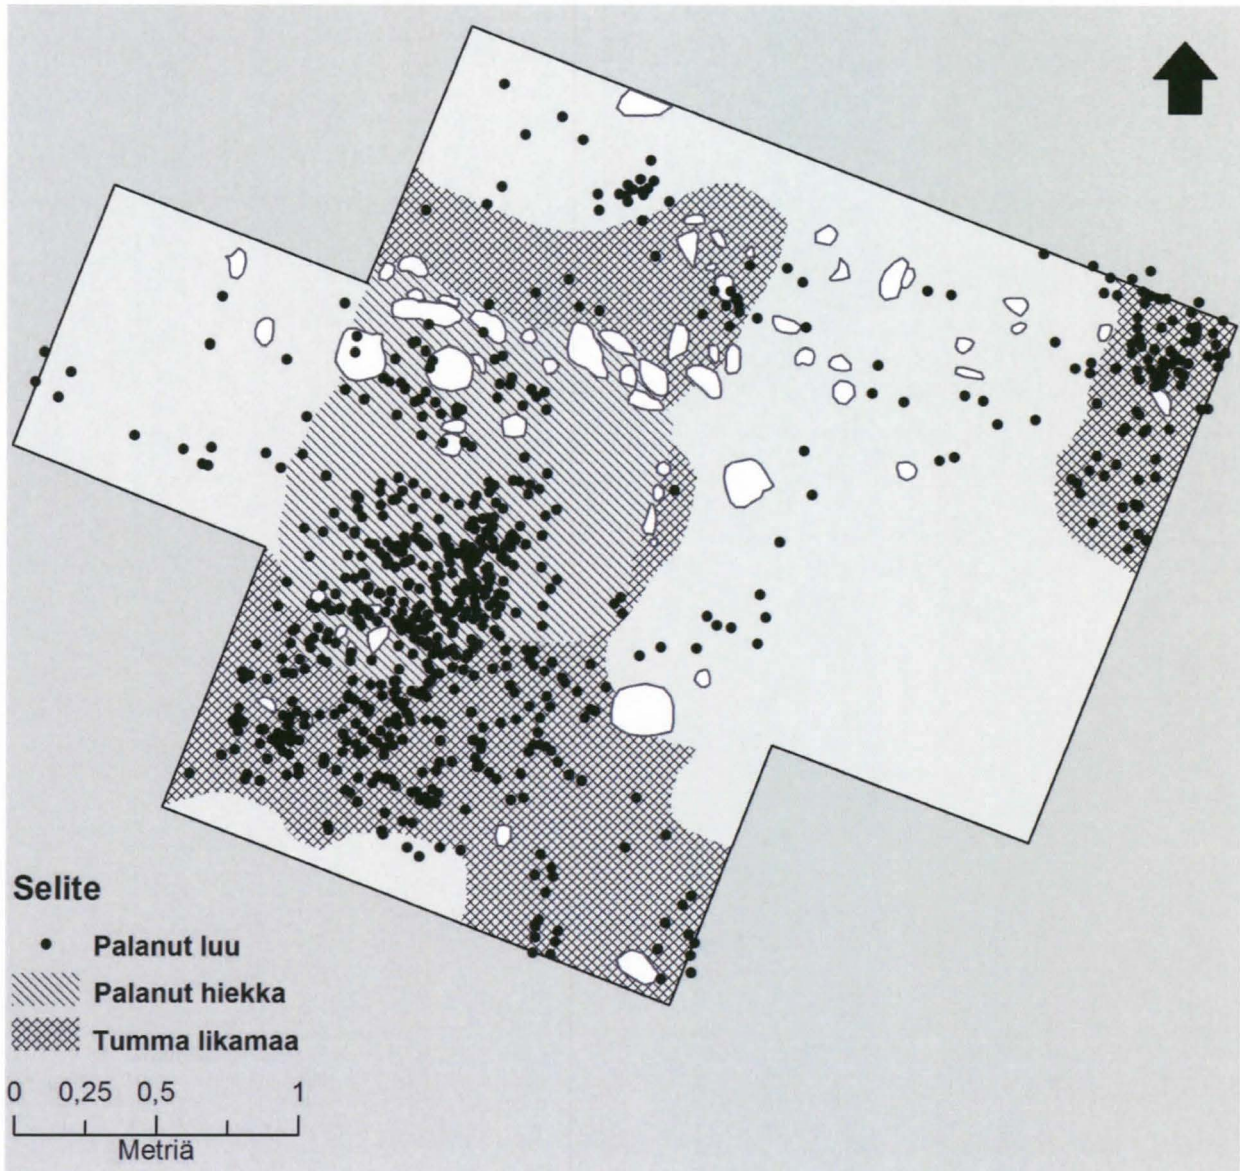 Selite
Palanut luu
Palanut hiekka
Tumma likamaa
0 0,25 0,5 1
Metriä